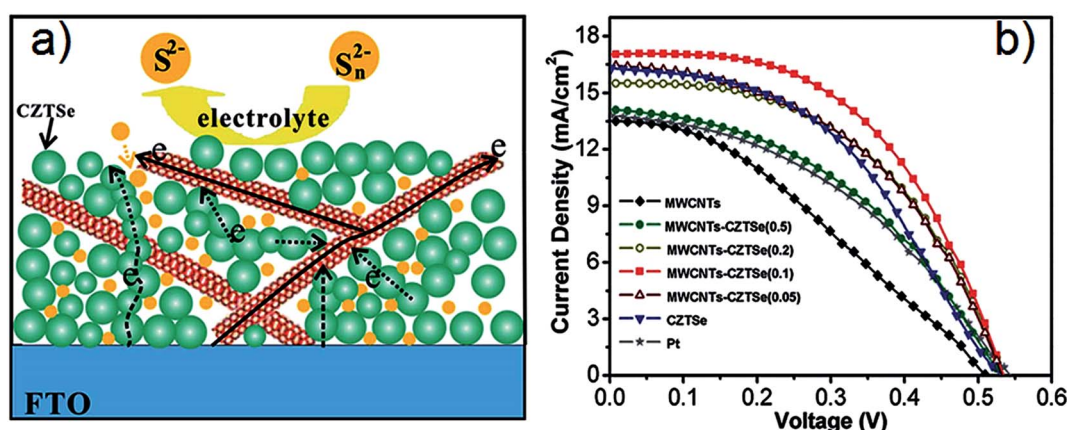 a)
S2-
Sn2-
CZTSe
electrolyte
e
e
e
e
e
FTO
b)
Current Density (mA/cm2)
18
15
12
9
6
3
0
MWCNTs
MWCNTs-CZTSe(0.5)
MWCNTs-CZTSe(0.2)
MWCNTs-CZTSe(0.1)
MWCNTs-CZTSe(0.05)
CZTSe
Pt
0.0 0.1 0.2 0.3 0.4 0.5 0.6
Voltage (V)